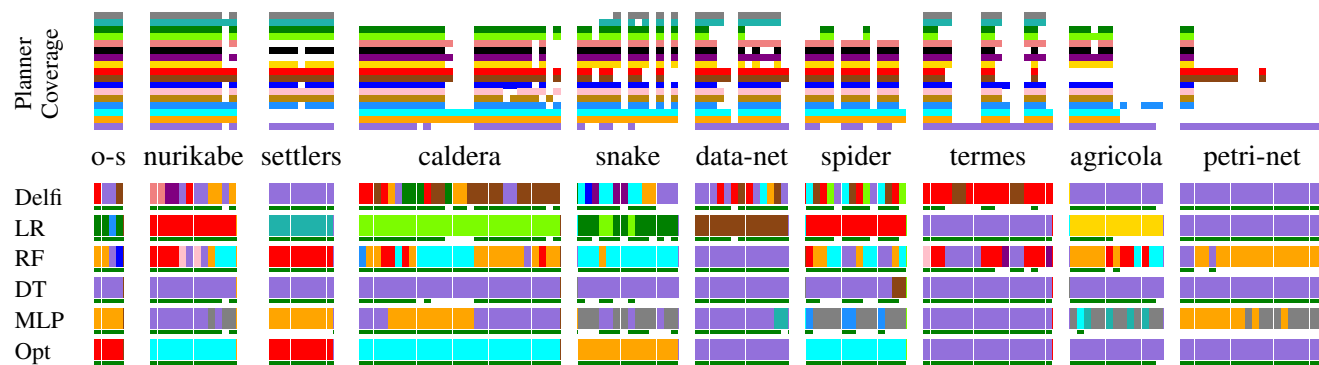 Planner
Coverage
o-s nurikabe settlers caldera snake data-net spider termes agricola petri-net
Delfi
LR
RF
DT
MLP
Opt